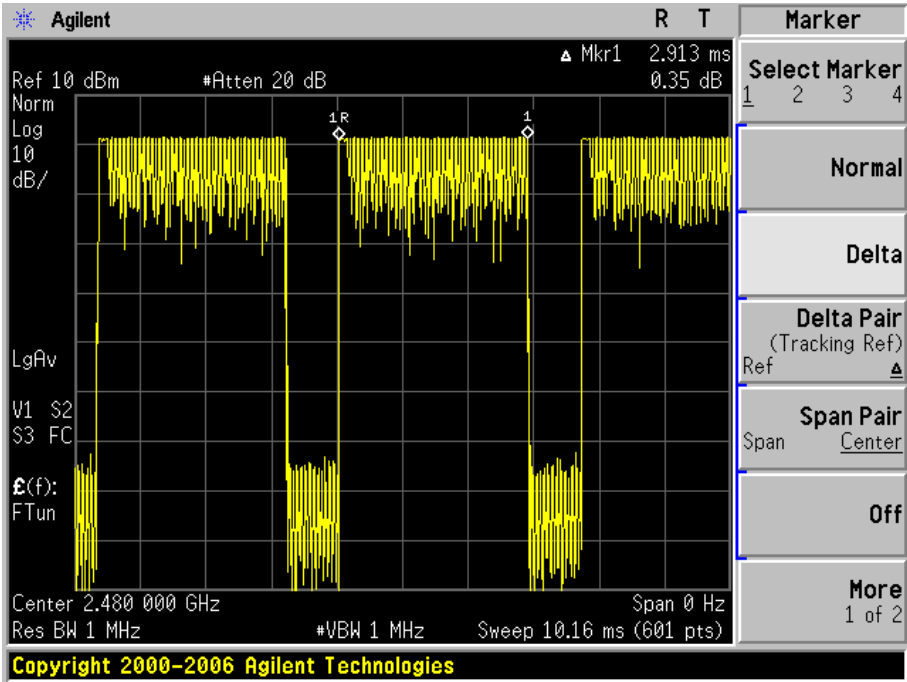 Agilent R T
Δ Mkr1 2.913 ms
Ref 10 dBm #Atten 20 dB 0.35 dB
Norm
Log
10
dB/
1R
1
LgAv
V1 S2
S3 FC
£(f):
FTun
Center 2.480 000 GHz Span 0 Hz
Res BW 1 MHz #VBW 1 MHz Sweep 10.16 ms (601 pts)
Copyright 2000-2006 Agilent Technologies
Marker
Select Marker
1 2 3 4
Normal
Delta
Delta Pair
(Tracking Ref)
Ref Δ
Span Pair
Span Center
Off
More
1 of 2